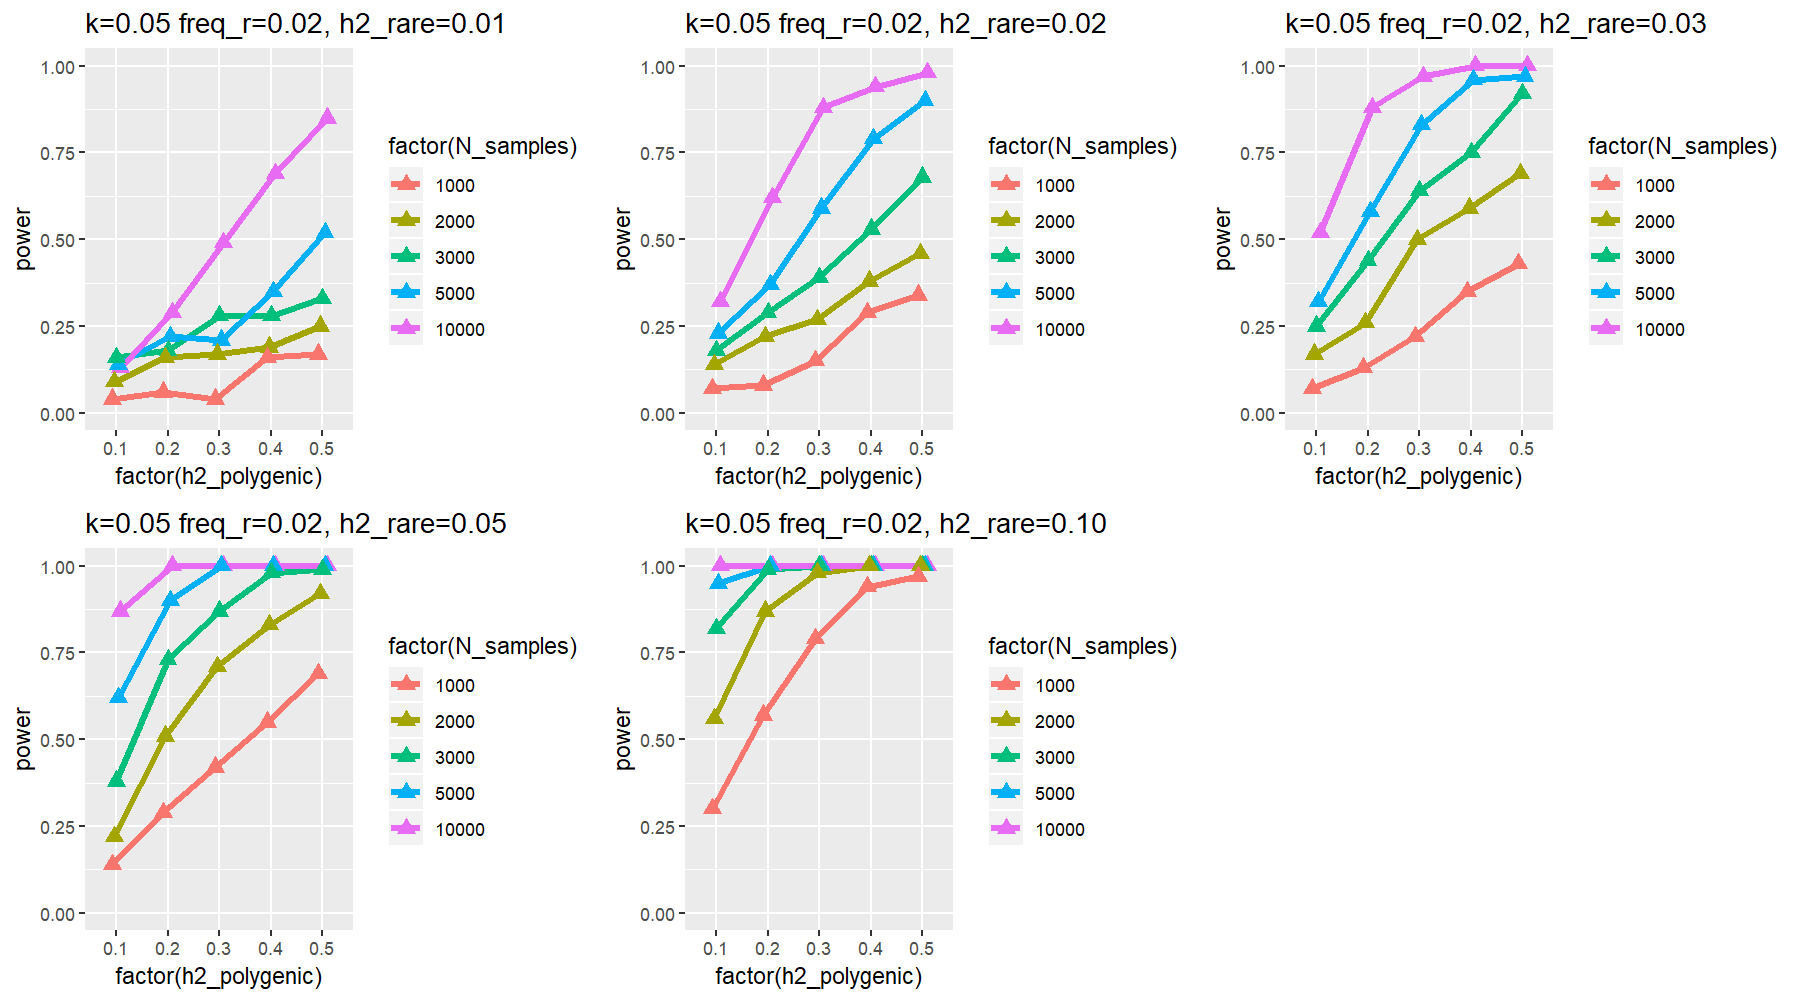 k=0.05 freq_r=0.02, h2_rare=0.01
1.00
0.75
0.50
0.25
0.00
power
0.1 0.2 0.3 0.4 0.5
factor(h2_polygenic)
factor(N_samples)
1000
2000
3000
5000
10000
k=0.05 freq_r=0.02, h2_rare=0.02
1.00
0.75
0.50
0.25
0.00
power
0.1 0.2 0.3 0.4 0.5
factor(h2_polygenic)
factor(N_samples)
1000
2000
3000
5000
10000
k=0.05 freq_r=0.02, h2_rare=0.03
1.00
0.75
0.50
0.25
0.00
power
0.1 0.2 0.3 0.4 0.5
factor(h2_polygenic)
factor(N_samples)
1000
2000
3000
5000
10000
k=0.05 freq_r=0.02, h2_rare=0.05
1.00
0.75
0.50
0.25
0.00
power
0.1 0.2 0.3 0.4 0.5
factor(h2_polygenic)
factor(N_samples)
1000
2000
3000
5000
10000
k=0.05 freq_r=0.02, h2_rare=0.10
1.00
0.75
0.50
0.25
0.00
power
0.1 0.2 0.3 0.4 0.5
factor(h2_polygenic)
factor(N_samples)
1000
2000
3000
5000
10000